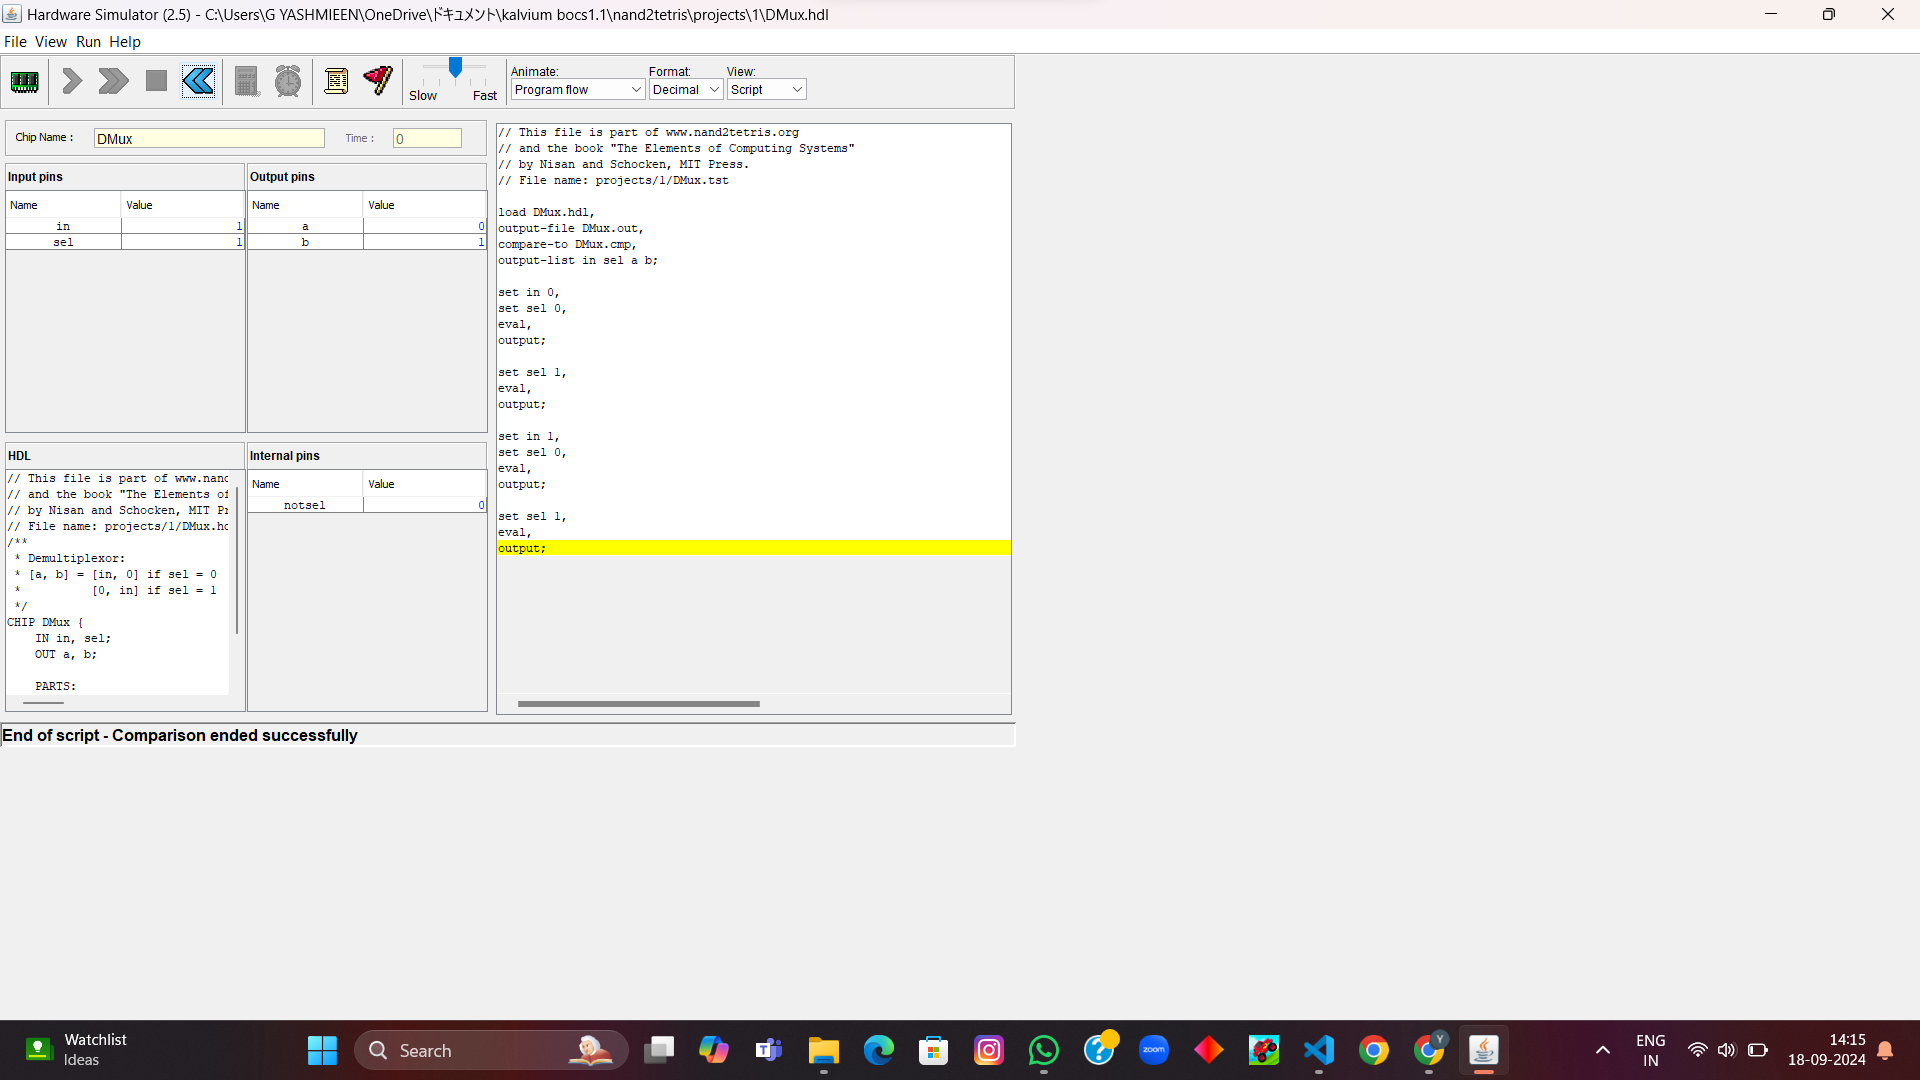 Hardware Simulator (2.5) - C:\Users\G YASHMIEEN\OneDrive\ドキュメント\kalvium bocs1.1\nand2tetris\projects\1\DMux.hdl
File View Run Help
Slow Fast
Animate:
Program flow
Format:
Decimal
View:
Script
Chip Name :
DMux
Time :
0
Input pins
Name Value
in 1
sel 1
Output pins
Name Value
a 0
b 1
HDL
// This file is part of www.nand
// and the book "The Elements of
// by Nisan and Schocken, MIT Pr
// File name: projects/1/DMux.hd
/**
* Demultiplexor:
* [a, b] = [in, 0] if sel = 0
* [0, in] if sel = 1
*/
CHIP DMux {
IN in, sel;
OUT a, b;
PARTS:
Internal pins
Name Value
notsel 0
// This file is part of www.nand2tetris.org
// and the book "The Elements of Computing Systems"
// by Nisan and Schocken, MIT Press.
// File name: projects/1/DMux.tst
load DMux.hdl,
output-file DMux.out,
compare-to DMux.cmp,
output-list in sel a b;
set in 0,
set sel 0,
eval,
output;
set sel 1,
eval,
output;
set in 1,
set sel 0,
eval,
output;
set sel 1,
eval,
output;
End of script - Comparison ended successfully
Watchlist
Ideas
Search
zoom
Y
ENG
IN
14:15
18-09-2024